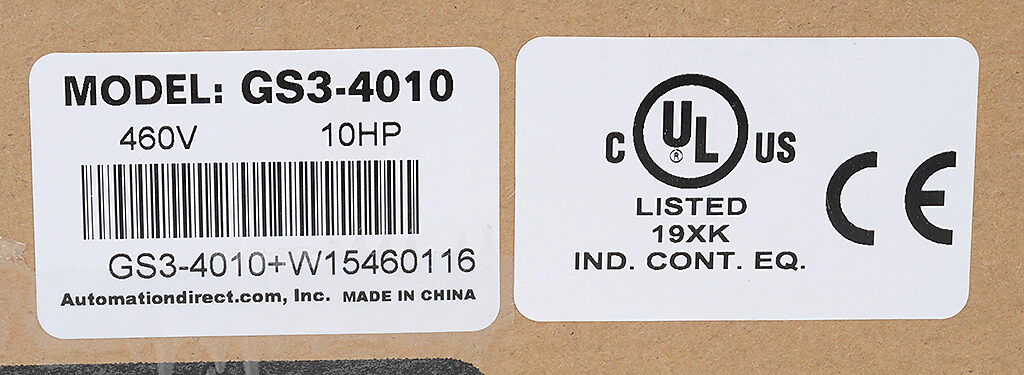 MODEL: GS3-4010
460V 10HP
GS3-4010+W15460116
Automationdirect.com, Inc. MADE IN CHINA
C UL ® US
LISTED
19XK
IND. CONT. EQ.
CE